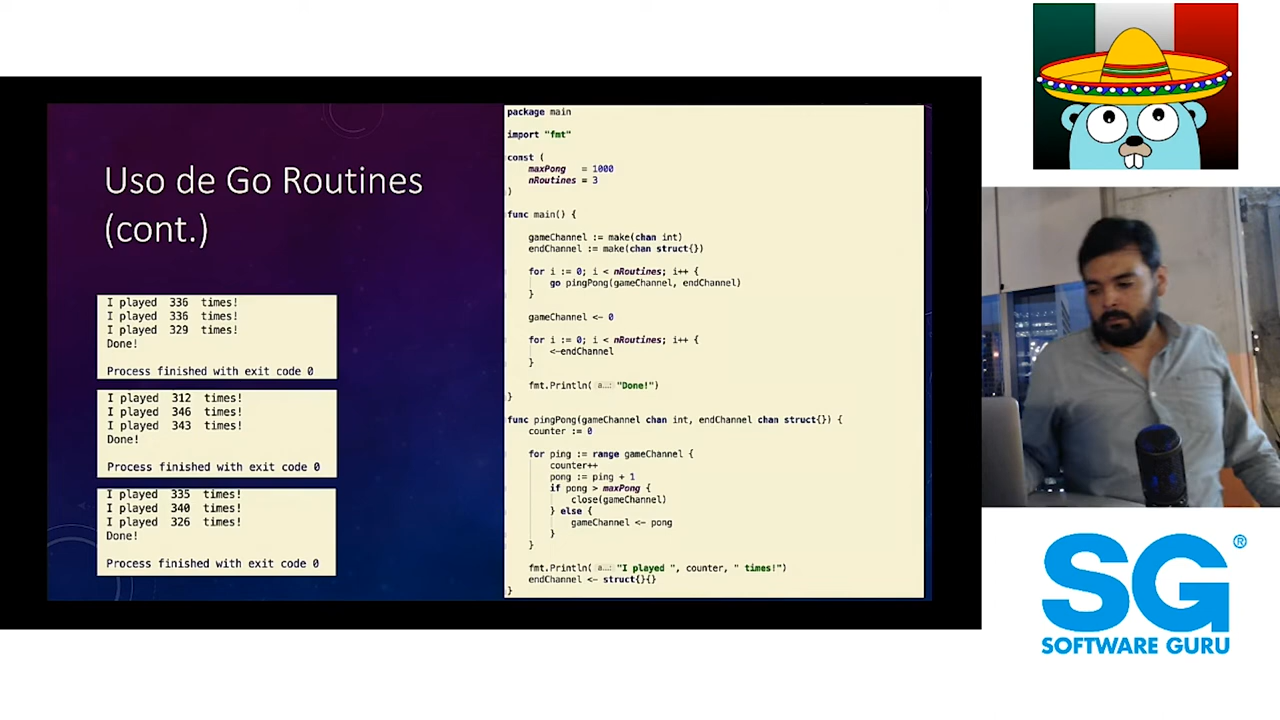 Uso de Go Routines
(cont.)
I played  336  times!
I played  336  times!
I played  329  times!
Done!
Process finished with exit code 0
I played  312  times!
I played  346  times!
I played  343  times!
Done!
Process finished with exit code 0
I played  335  times!
I played  340  times!
I played  326  times!
Done!
Process finished with exit code 0
package main
import "fmt"
const (
maxPong = 1000
nRoutines = 3
)
func main() {
gameChannel := make(chan int)
endChannel := make(chan struct{})
for i := 0; i < nRoutines; i++ {
go pingPong(gameChannel, endChannel)
}
gameChannel <- 0
for i := 0; i < nRoutines; i++ {
<-endChannel
}
fmt.Println( a...: "Done!")
}
func pingPong(gameChannel chan int, endChannel chan struct{}) {
counter := 0
for ping := range gameChannel {
counter++
pong := ping + 1
if pong > maxPong {
close(gameChannel)
} else {
gameChannel <- pong
}
}
fmt.Println( a...: "I played ", counter, " times!")
endChannel <- struct{}{}
}
SG®
SOFTWARE GURU